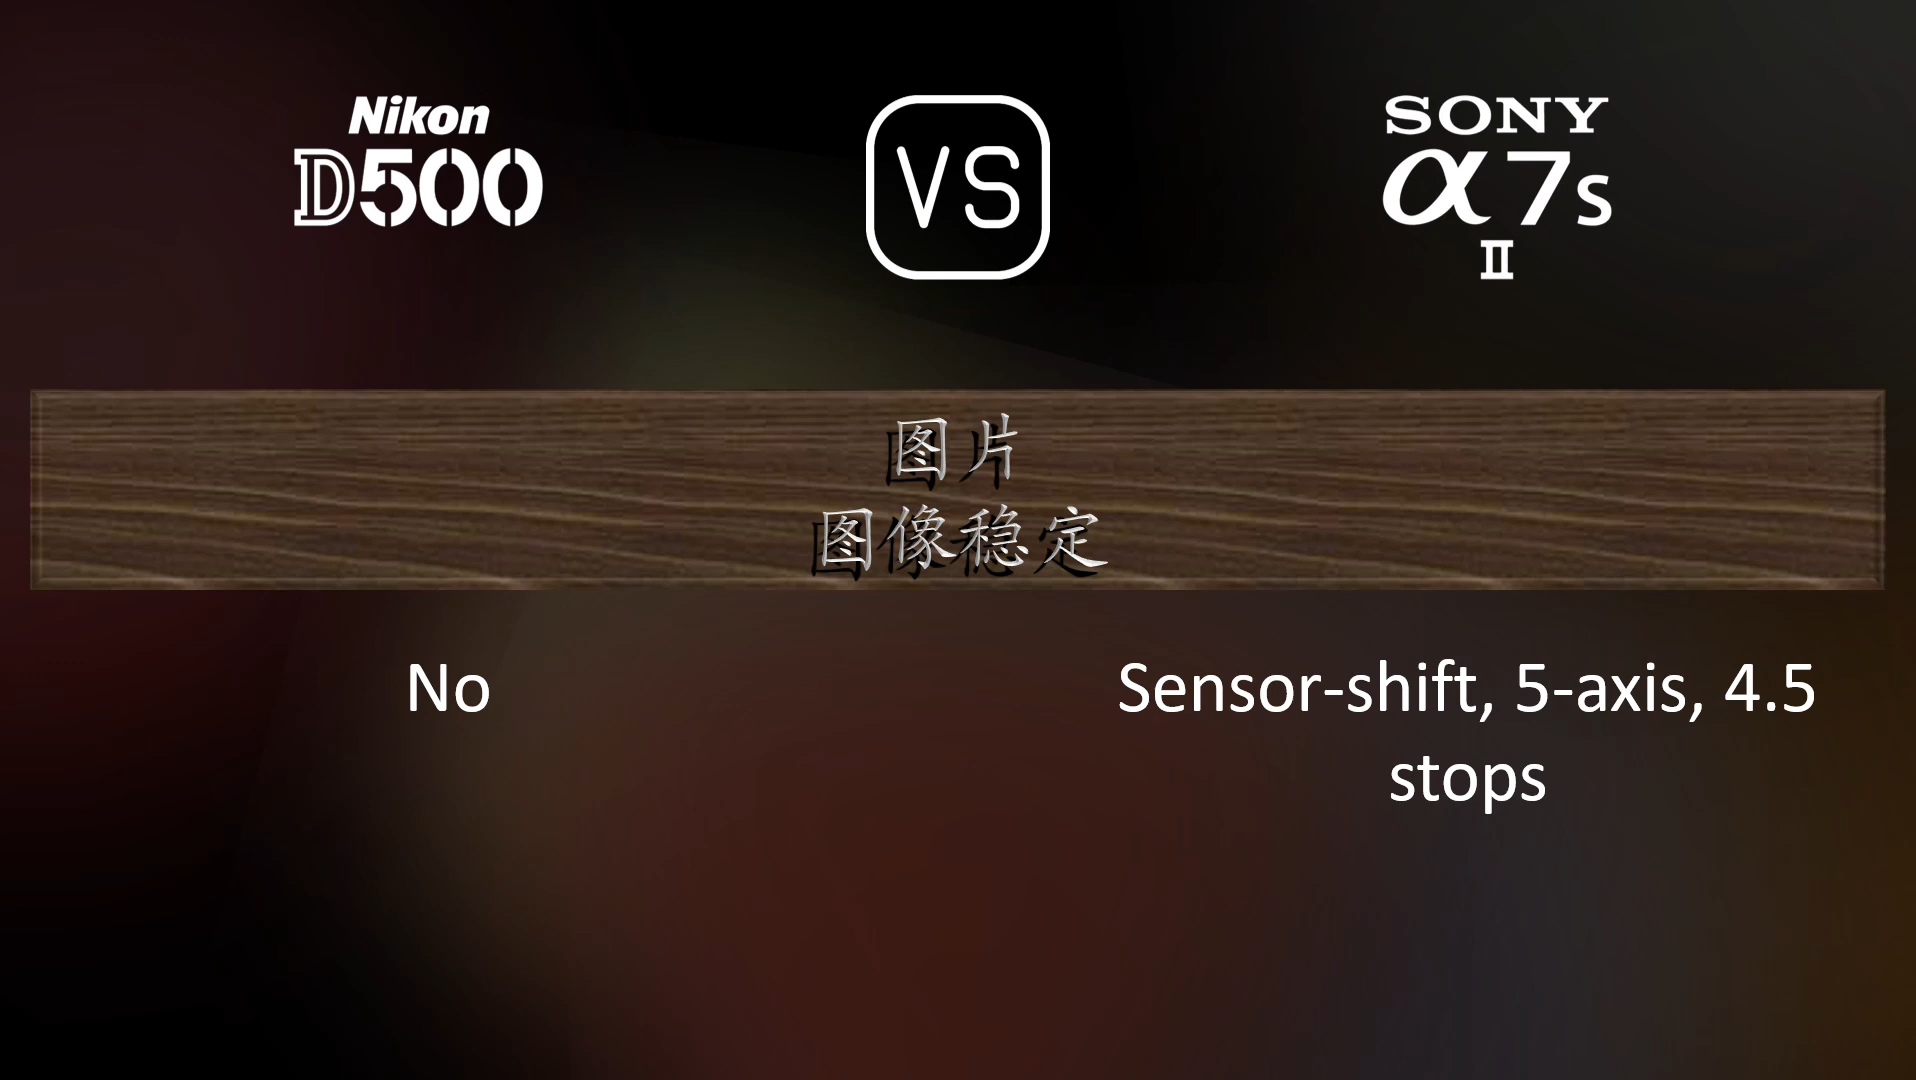 Nikon
D500
VS
SONY
α7s
II
图片
图像稳定
No
Sensor-shift, 5-axis, 4.5
stops